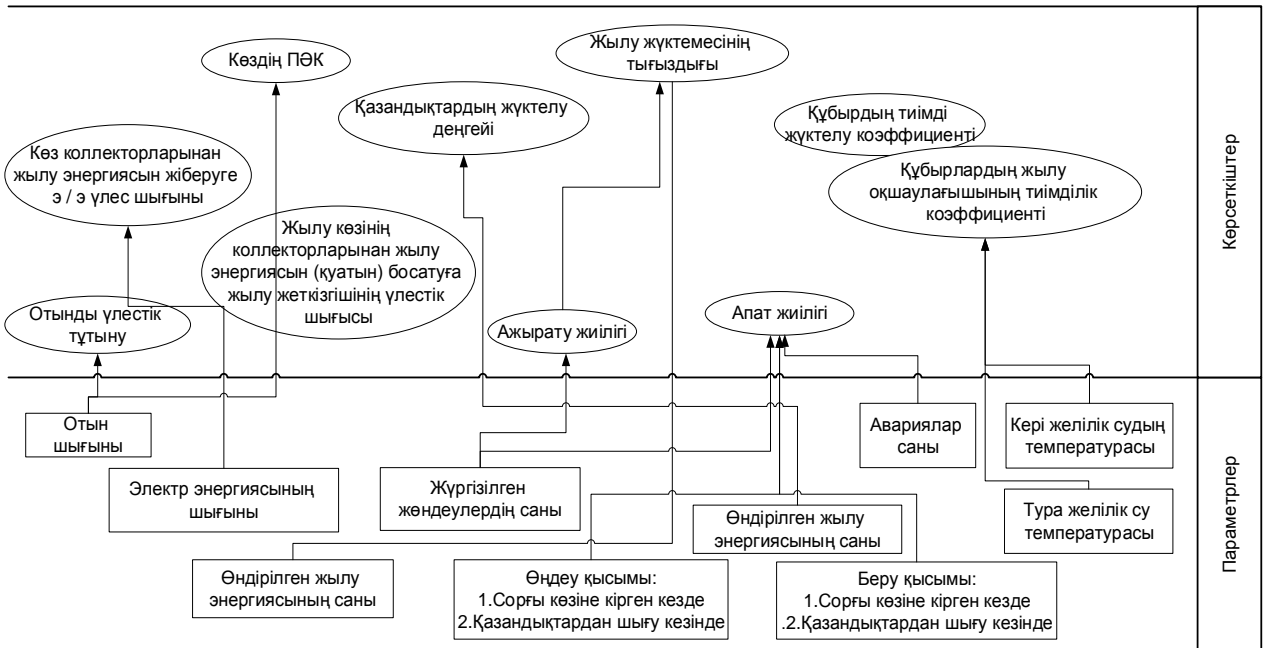 Көздің ПӘК
Жылу жүктемесінің
тығыздығы
Қазандықтардың жүктелу
деңгейі
Құбырдың тиімді
жүктелу коэффициенті
Көз коллекторларынан
жылу энергиясын жіберуге
э / э үлес шығыны
Құбырлардың жылу
оқшаулағышының тиімділік
коэффициенті
Жылу көзінің
коллекторларынан жылу
энергиясын (қуатын) босатуға
жылу жеткізгішінің үлестік
шығысы
Отынды үлестік
тұтыну
Ажырату жиілігі
Апат жиілігі
Көрсеткіштер
Отын
шығыны
Авариялар
саны
Кері желілік судың
температурасы
Электр энергиясының
шығыны
Жүргізілген
жөндеулердің саны
Өндірілген жылу
энергиясының саны
Тура желілік су
температурасы
Өндірілген жылу
энергиясының саны
Өңдеу қысымы:
1.Сорғы көзіне кірген кезде
2.Қазандықтардан шығу кезінде
Беру қысымы:
1.Сорғы көзіне кірген кезде
.2.Қазандықтардан шығу кезінде
Параметрлер